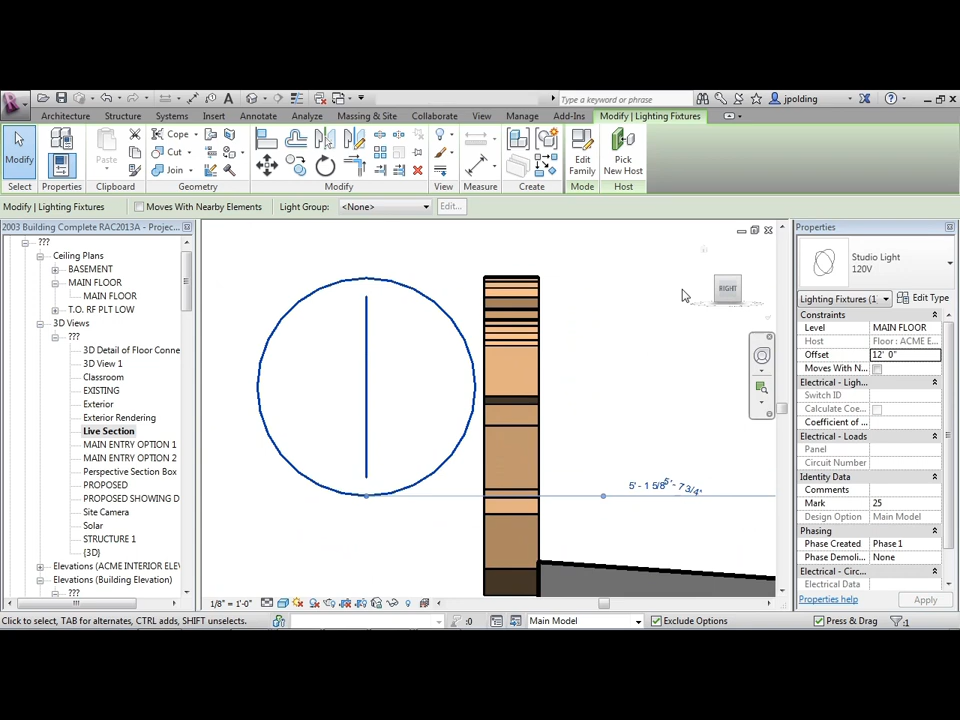 Type a keyword or phrase
jpolding
Architecture Structure Systems Insert Annotate Analyze Massing & Site Collaborate View Manage Add-Ins Modify | Lighting Fixtures
Modify
Paste
Cope
Cut
Join
Edit
Family
Pick
New Host
Select Properties Clipboard Geometry Modify View Measure Create Mode Host
Modify | Lighting Fixtures Moves With Nearby Elements Light Group: <None> Edit...
2003 Building Complete RAC2013A - Projec...
???
Ceiling Plans
BASEMENT
MAIN FLOOR
MAIN FLOOR
T.O. RF PLT LOW
3D Views
???
3D Detail of Floor Conne
3D View 1
Classroom
EXISTING
Exterior
Exterior Rendering
Live Section
MAIN ENTRY OPTION 1
MAIN ENTRY OPTION 2
Perspective Section Box
PROPOSED
PROPOSED SHOWING D
Site Camera
Solar
STRUCTURE 1
{3D}
Elevations (ACME INTERIOR ELEV
Elevations (Building Elevation)
???
RIGHT
5' - 1 5/8"
5' - 7 3/4"
1/8" = 1'-0"
Properties
Studio Light
120V
Lighting Fixtures (1 Edit Type
Constraints
Level MAIN FLOOR
Host Floor : ACME E...
Offset 12' 0"
Moves With N...
Electrical - Ligh...
Switch ID
Calculate Coe...
Coefficient of ...
Electrical - Loads
Panel
Circuit Number
Identity Data
Comments
Mark 25
Design Option Main Model
Phasing
Phase Created Phase 1
Phase Demoli... None
Electrical - Circ...
Electrical Data
Properties help Apply
Click to select, TAB for alternates, CTRL adds, SHIFT unselects. :0 Main Model Exclude Options Press & Drag :1